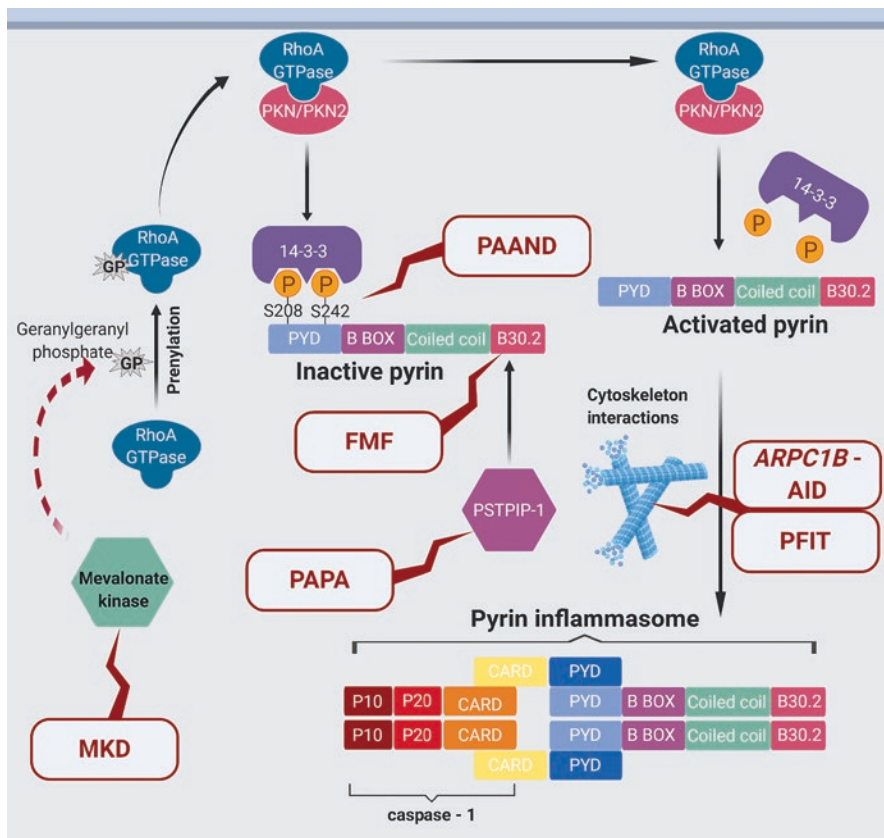 RhoA
GTPase
PKN/PKN2
RhoA
GTPase
PKN/PKN2
14-3-3
P
P
S208
S242
PYD
B BOX
Coiled coil
B30.2
Inactive pyrin
PAAND
14-3-3
P
P
PYD
B BOX
Coiled coil
B30.2
Activated pyrin
RhoA
GTPase
GP
Geranylgeranyl
phosphate
GP
Prenylation
RhoA
GTPase
FMF
PSTPIP-1
PAPA
Cytoskeleton
interactions
ARPC1B -
AID
PFIT
Mevalonate
kinase
MKD
Pyrin inflammasome
CARD
PYD
P10
P20
CARD
PYD
B BOX
Coiled coil
B30.2
P10
P20
CARD
PYD
B BOX
Coiled coil
B30.2
CARD
PYD
caspase - 1